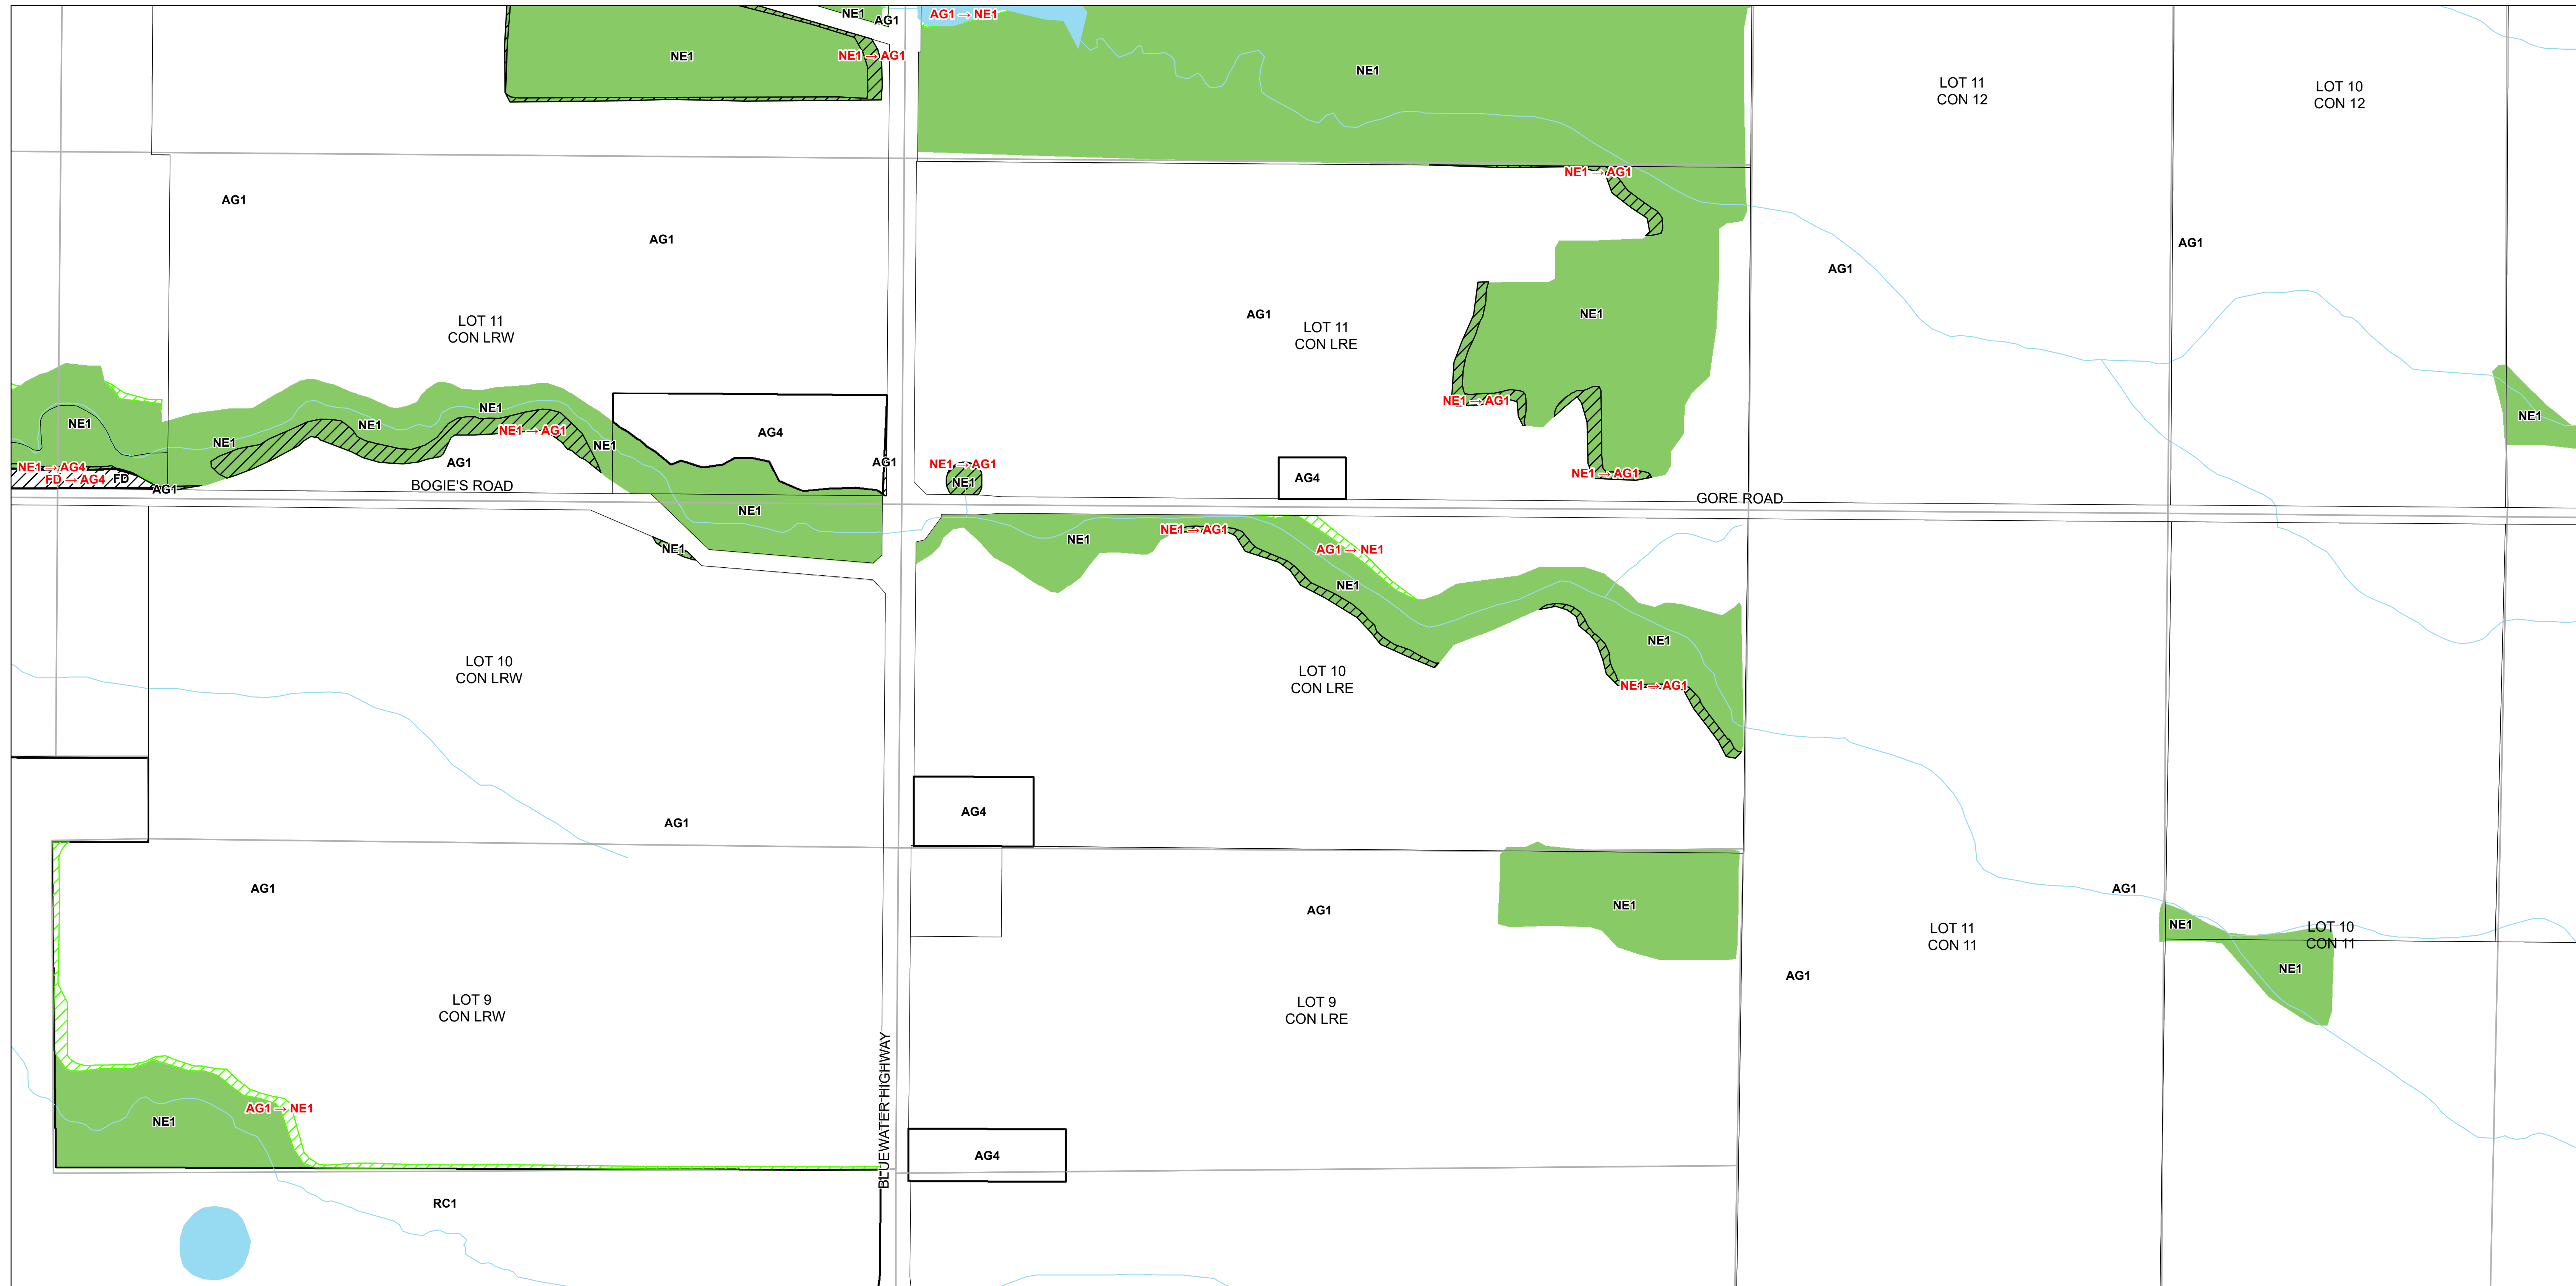 NE1
AG1
AG1 → NE1
NE1
NE1 → AG1
NE1
LOT 11
CON 12
LOT 10
CON 12
NE1 → AG1
AG1
AG1
AG1
AG1
AG1
NE1
LOT 11
CON LRW
LOT 11
CON LRE
NE1 → AG1
NE1
NE1
NE1
NE1
NE1
NE1 → AG1
AG4
NE1
AG1
AG1
NE1 → AG1
NE1 → AG4
FD → AG4
FD
AG1
BOGIE'S ROAD
NE1
AG4
NE1 → AG1
GORE ROAD
NE1
NE1
NE1
NE1 → AG1
AG1 → NE1
NE1
NE1
LOT 10
CON LRW
LOT 10
CON LRE
NE1 → AG1
AG1
AG4
AG1
AG1
NE1
AG1
NE1
LOT 10
CON 11
LOT 11
CON 11
NE1
AG1
LOT 9
CON LRW
LOT 9
CON LRE
BLUEWATER HIGHWAY
AG1 → NE1
NE1
AG4
RC1